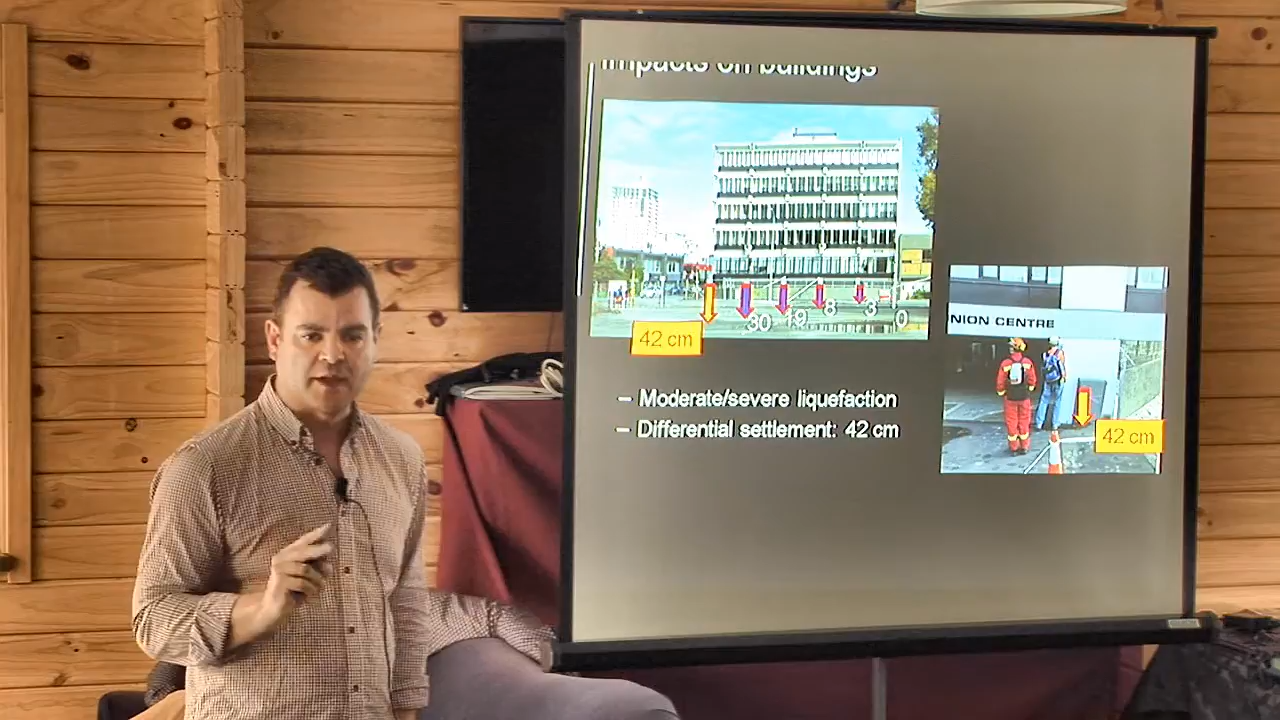 Impacts on buildings
42 cm
30
19
8
3
0
NION CENTRE
42 cm
– Moderate/severe liquefaction
– Differential settlement: 42 cm